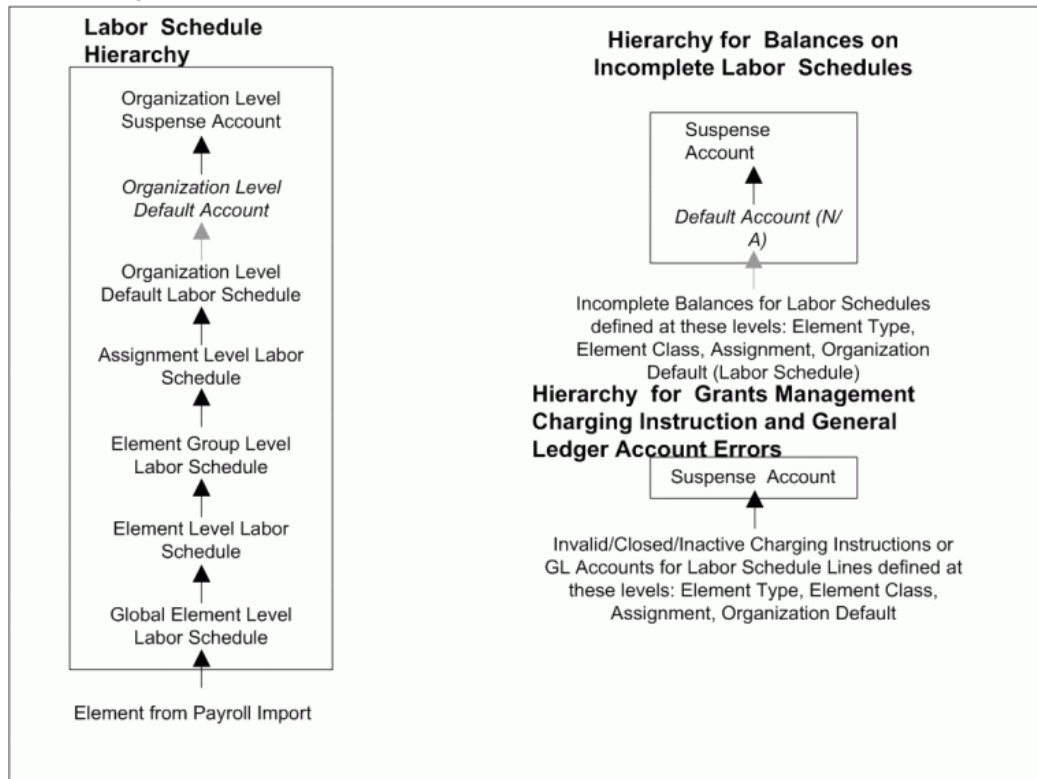 Labor Schedule
Hierarchy
Organization Level
Suspense Account
Organization Level
Default Account
Organization Level
Default Labor Schedule
Assignment Level Labor
Schedule
Element Group Level
Labor Schedule
Element Level Labor
Schedule
Global Element Level
Labor Schedule
Element from Payroll Import
Hierarchy for Balances on
Incomplete Labor Schedules
Suspense
Account
Default Account (N/
A)
Incomplete Balances for Labor Schedules
defined at these levels: Element Type,
Element Class, Assignment, Organization
Default (Labor Schedule)
Hierarchy for Grants Management
Charging Instruction and General
Ledger Account Errors
Suspense Account
Invalid/Closed/Inactive Charging Instructions or
GL Accounts for Labor Schedule Lines defined at
these levels: Element Type, Element Class,
Assignment, Organization Default